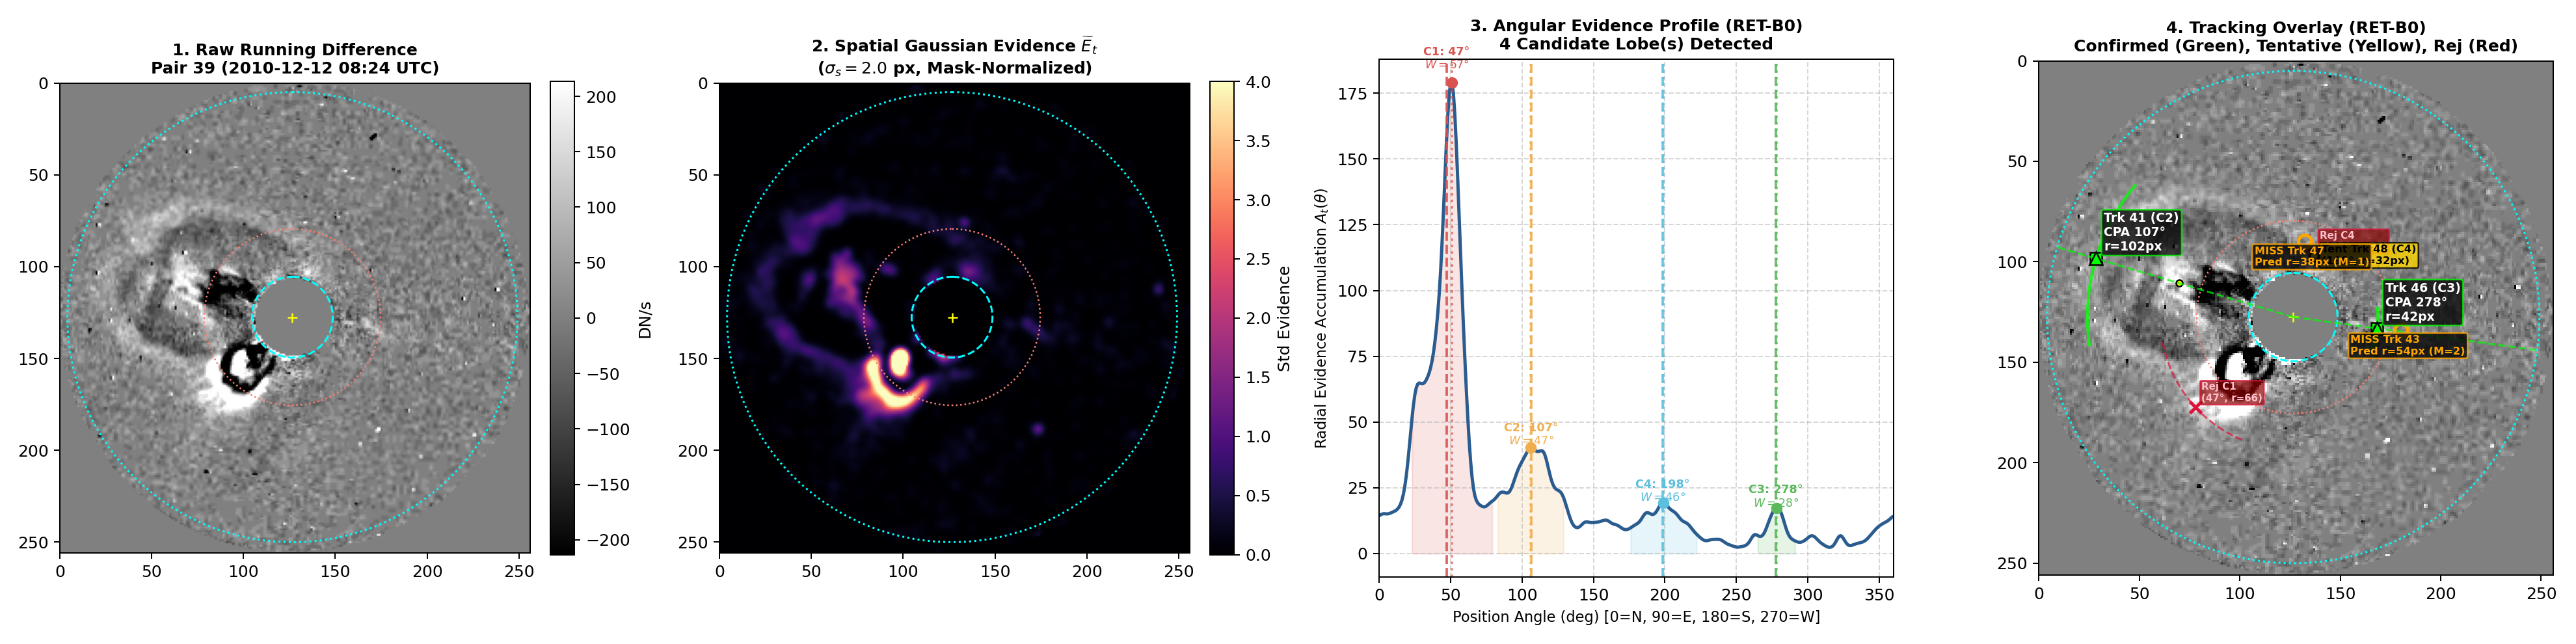 1. Raw Running Difference
Pair 39 (2010-12-12 08:24 UTC)
0
50
100
150
200
250
0
50
100
150
200
250
200
150
100
50
0
−50
−100
−150
−200
DN/s
2. Spatial Gaussian Evidence Ẽt
(σs = 2.0 px, Mask-Normalized)
0
50
100
150
200
250
0
50
100
150
200
250
4.0
3.5
3.0
2.5
2.0
1.5
1.0
0.5
0.0
Std Evidence
3. Angular Evidence Profile (RET-B0)
4 Candidate Lobe(s) Detected
C1: 47°
W = 57°
C2: 107°
W = 47°
C4: 198°
W = 46°
C3: 278°
W = 28°
175
150
125
100
75
50
25
0
Radial Evidence Accumulation At(θ)
0
50
100
150
200
250
300
350
Position Angle (deg) [0=N, 90=E, 180=S, 270=W]
4. Tracking Overlay (RET-B0)
Confirmed (Green), Tentative (Yellow), Rej (Red)
0
50
100
150
200
250
0
50
100
150
200
250
Trk 41 (C2)
CPA 107°
r=102px
Rej C4
MISS Trk 47
Pred r=38px (M=1)
Trk 48 (C4)
32px)
Trk 46 (C3)
CPA 278°
r=42px
MISS Trk 43
Pred r=54px (M=2)
Rej C1
(47°, r=66)